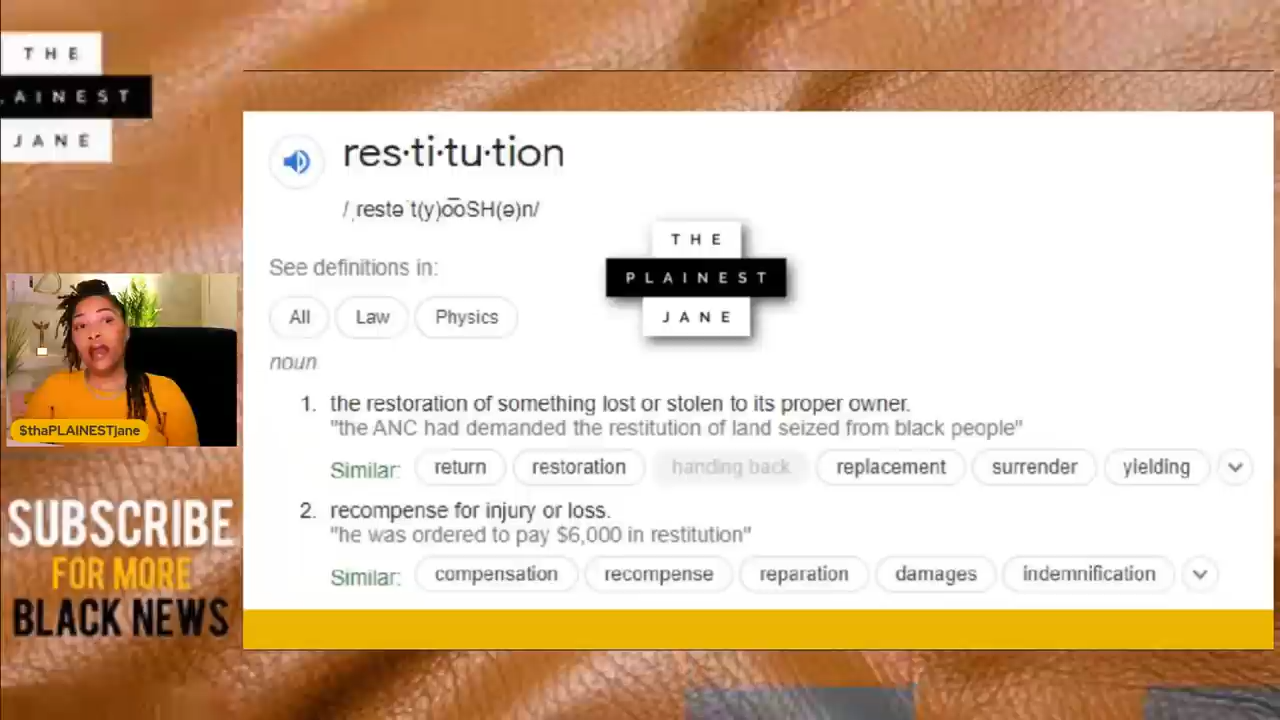 THE
LAINEST
JANE
res·ti·tu·tion
/ˌrestəˈt(y)o͞oSH(ə)n/
THE
PLAINEST
JANE
See definitions in:
All Law Physics
noun
1. the restoration of something lost or stolen to its proper owner.
"the ANC had demanded the restitution of land seized from black people"
Similar: return restoration handing back replacement surrender yielding
2. recompense for injury or loss.
"he was ordered to pay $6,000 in restitution"
Similar: compensation recompense reparation damages indemnification
$thaPLAINESTjane
SUBSCRIBE
FOR MORE
BLACK NEWS